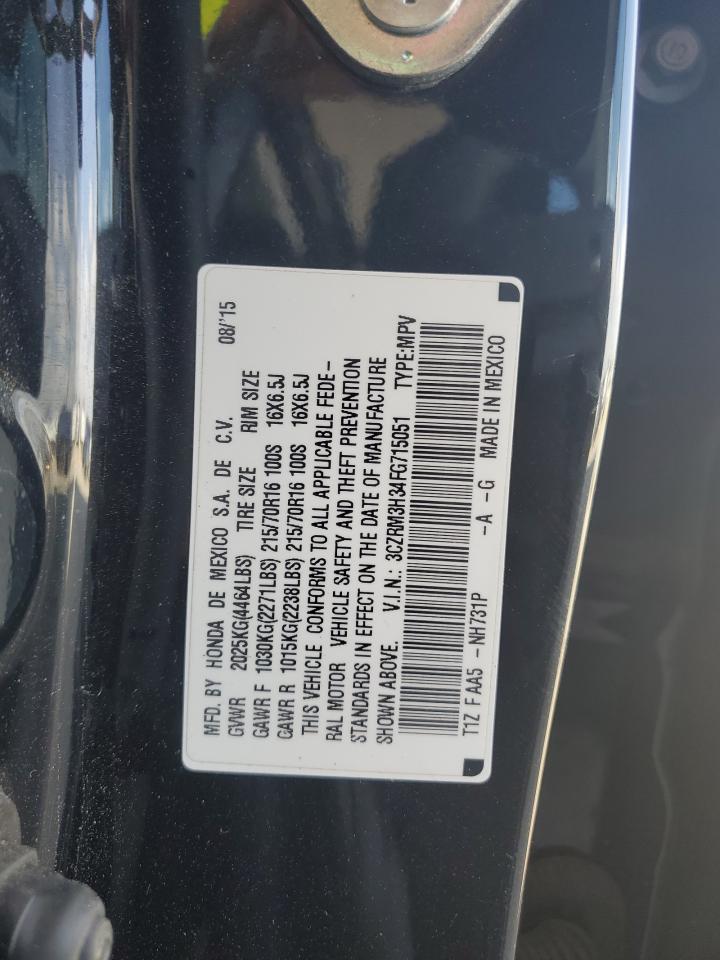 MFD. BY HONDA DE MEXICO S.A. DE C.V. 08/'15
GVWR 2025KG(4464LBS) TIRE SIZE RIM SIZE
GAWR F 1030KG(2271LBS) 215/70R16 100S 16X6.5J
GAWR R 1015KG(2238LBS) 215/70R16 100S 16X6.5J
THIS VEHICLE CONFORMS TO ALL APPLICABLE FEDE-
RAL MOTOR VEHICLE SAFETY AND THEFT PREVENTION
STANDARDS IN EFFECT ON THE DATE OF MANUFACTURE
SHOWN ABOVE. V.I.N.: 3CZRM3H34FG715051 TYPE:MPV
T1Z F AA5 -NH731P -A -G MADE IN MEXICO